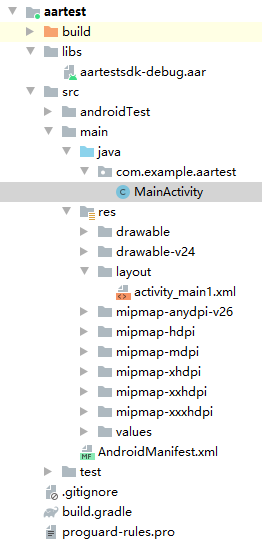 aartest
build
libs
aartestsdk-debug.aar
src
androidTest
main
java
com.example.aartest
C MainActivity
res
drawable
drawable-v24
layout
activity_main1.xml
mipmap-anydpi-v26
mipmap-hdpi
mipmap-mdpi
mipmap-xhdpi
mipmap-xxhdpi
mipmap-xxxhdpi
values
MF AndroidManifest.xml
test
.gitignore
build.gradle
proguard-rules.pro